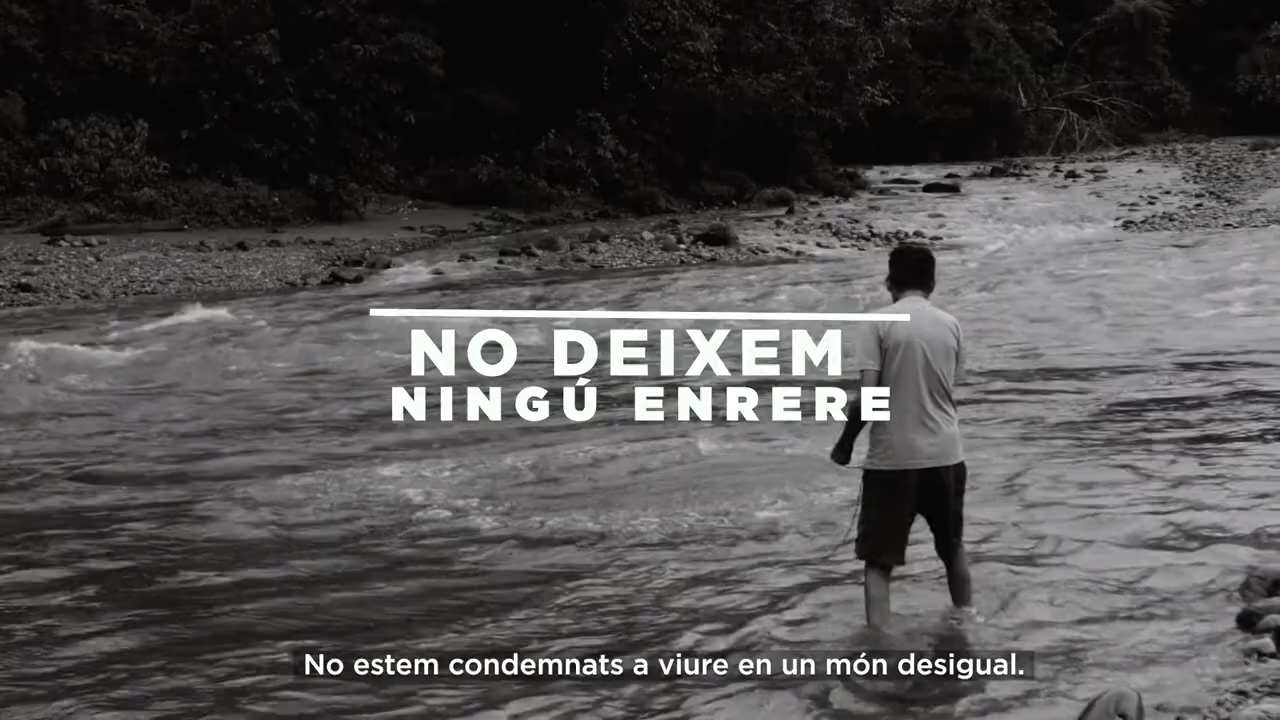 NO DEIXEM
NINGÚ ENRERE
No estem condemnats a viure en un món desigual.